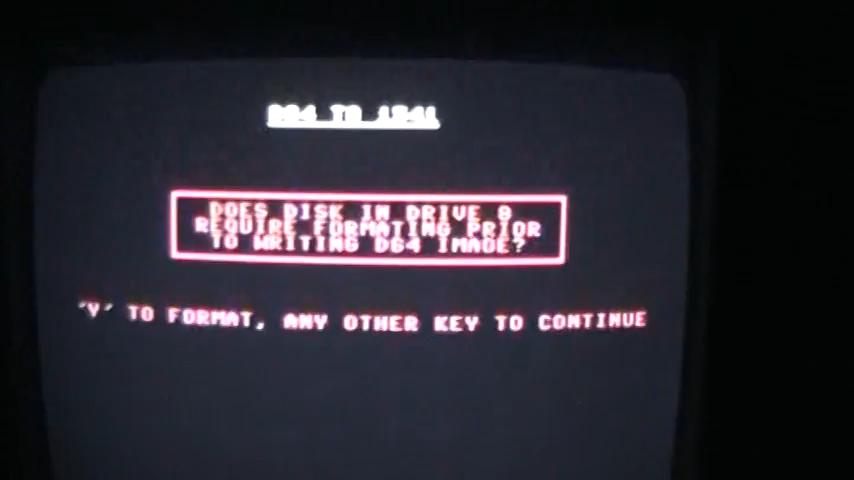 D64 TO 1541
DOES DISK IN DRIVE 8
REQUIRE FORMATING PRIOR
TO WRITING D64 IMAGE?
'Y' TO FORMAT, ANY OTHER KEY TO CONTINUE